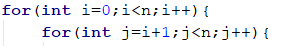 for(int i=0;i<n;i++){
for(int j=i+1;j<n;j++){